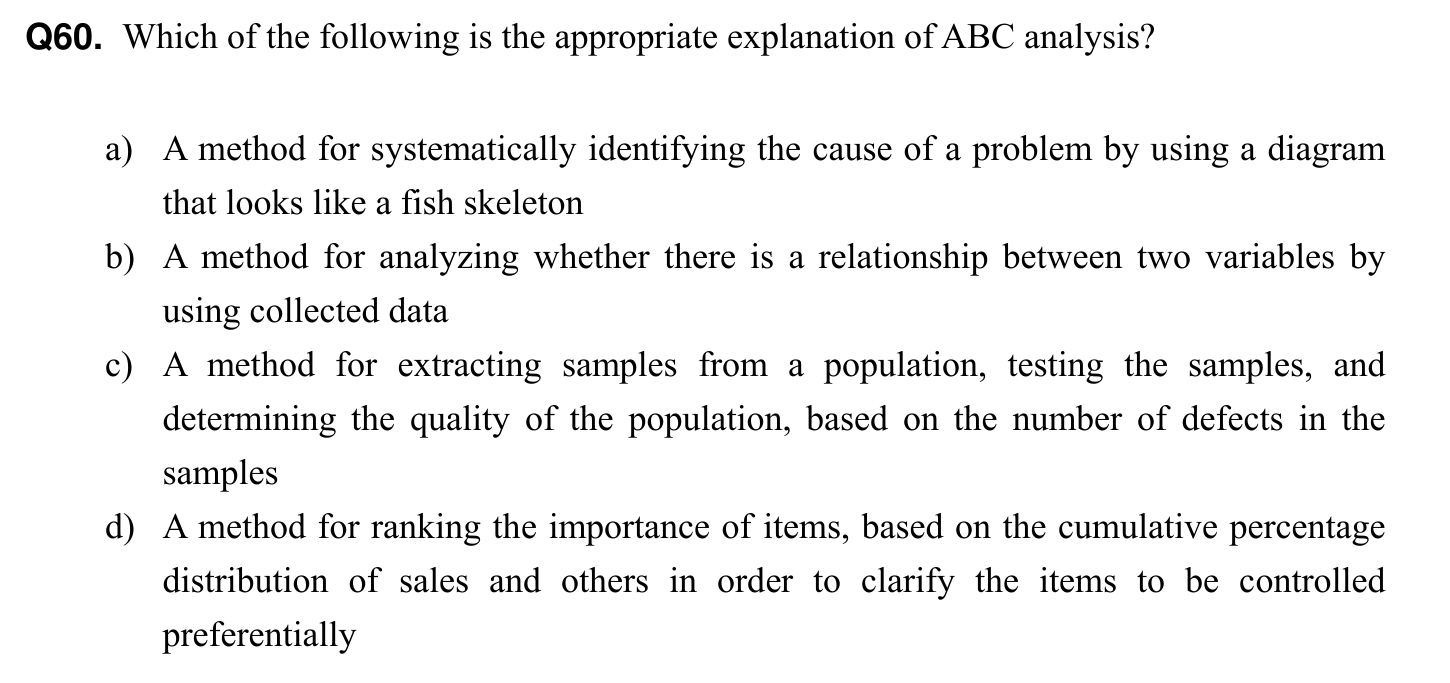 Q60. Which of the following is the appropriate explanation of ABC analysis?
a) A method for systematically identifying the cause of a problem by using a diagram
that looks like a fish skeleton
b) A method for analyzing whether there is a relationship between two variables by
using collected data
c) A method for extracting samples from a population, testing the samples, and
determining the quality of the population, based on the number of defects in the
samples
d) A method for ranking the importance of items, based on the cumulative percentage
distribution of sales and others in order to clarify the items to be controlled
preferentially